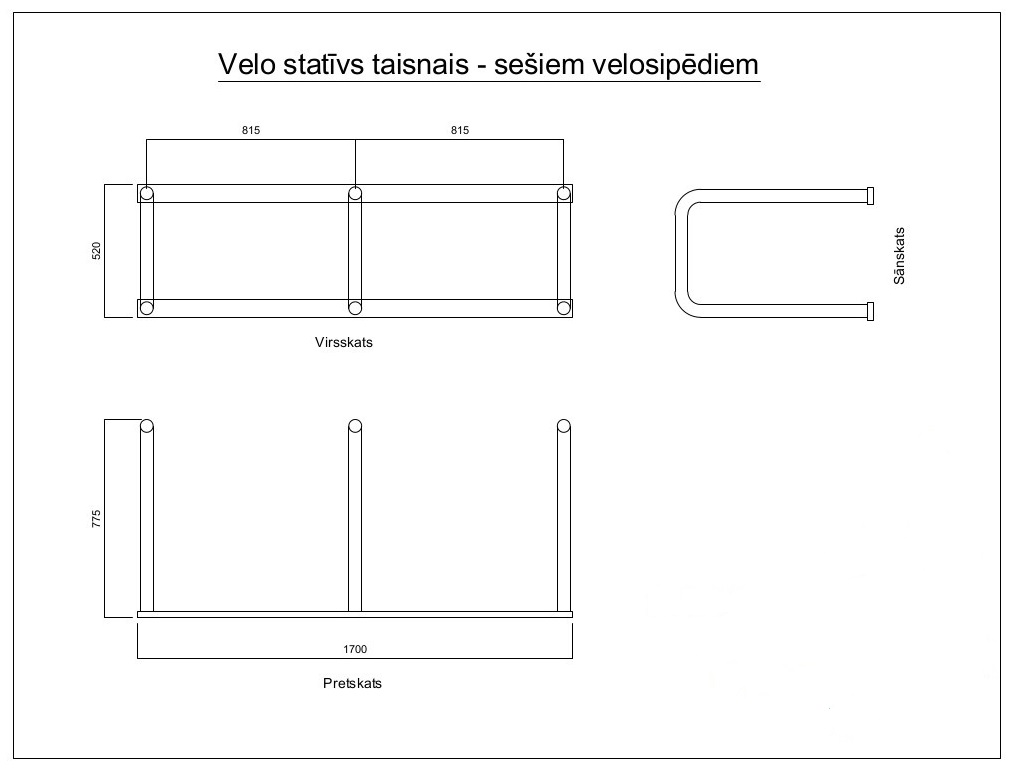 Velo statīvs taisnais - sešiem velosipēdiem
815
815
520
Sānskats
Virsskats
775
1700
Pretskats